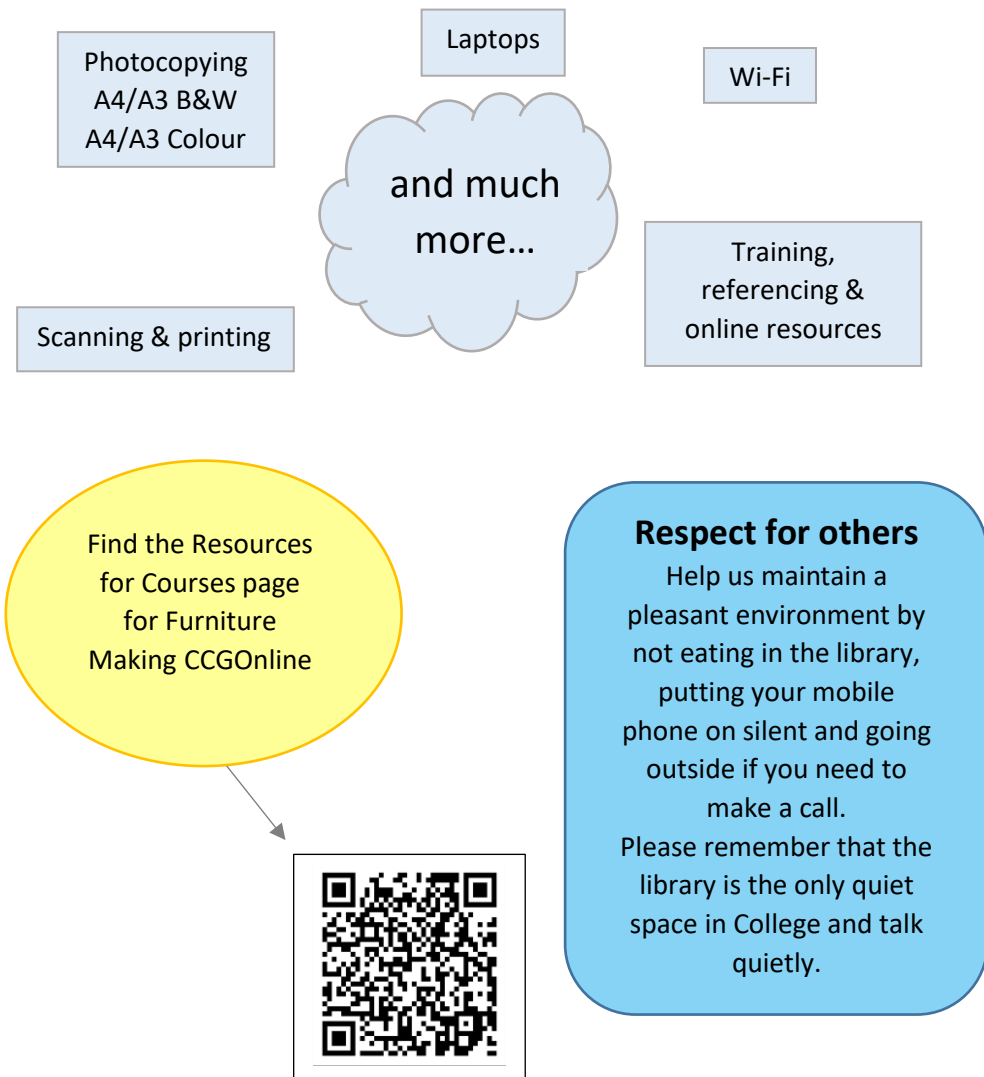 Laptops
Photocopying
A4/A3 B&W
A4/A3 Colour
Wi-Fi
and much
more…
Training,
referencing &
online resources
Scanning & printing
Find the Resources
for Courses page
for Furniture
Making CCGOnline
Respect for others
Help us maintain a
pleasant environment by
not eating in the library,
putting your mobile
phone on silent and going
outside if you need to
make a call.
Please remember that the
library is the only quiet
space in College and talk
quietly.